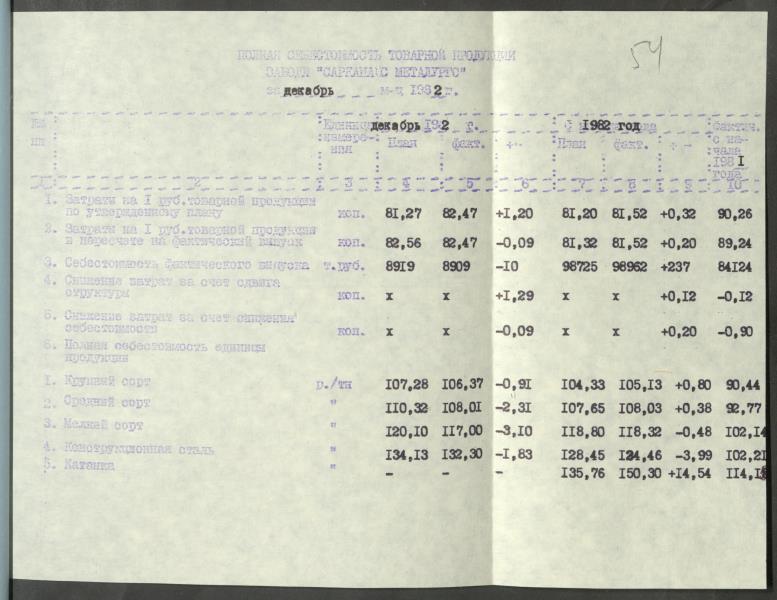 54
ПОЛНАЯ СЕБЕСТОИМОСТЬ ТОВАРНОЙ ПРОДУКЦИИ
ЗАВОДА "САРКАНАЙС МЕТАЛУРГС"
за декабрь м-ц 1982 г.
Единица измерения декабрь 1982 г. 1982 год Фактич. с начала 1981 года
пп План факт. +- План факт. +-
2 3 4 5 6 7 8 9 10
1. Затраты на I руб.товарной продукции
по утвержденному плану коп. 81,27 82,47 +1,20 81,20 81,52 +0,32 90,26
2. Затраты на I руб.товарной продукции
в пересчете на фактический выпуск коп. 82,56 82,47 -0,09 81,32 81,52 +0,20 89,24
3. Себестоимость фактического выпуска т.руб. 8919 8909 -10 98725 98962 +237 84124
4. Снижение затрат за счет сдвига
структуры коп. х х +1,29 х х +0,12 -0,12
5. Снижение затрат за счет снижения
себестоимости коп. х х -0,09 х х +0,20 -0,90
6. Полная себестоимость единицы
продукции
1. Крупный сорт р./тн 107,28 106,37 -0,91 104,33 105,13 +0,80 90,44
2. Средний сорт " 110,32 108,01 -2,31 107,65 108,03 +0,38 92,77
3. Мелкий сорт " 120,10 117,00 -3,10 118,80 118,32 -0,48 102,14
4. Конструкционная сталь " 134,13 132,30 -1,83 128,45 124,46 -3,99 102,21
5. Катанка " - - - 135,76 150,30 +14,54